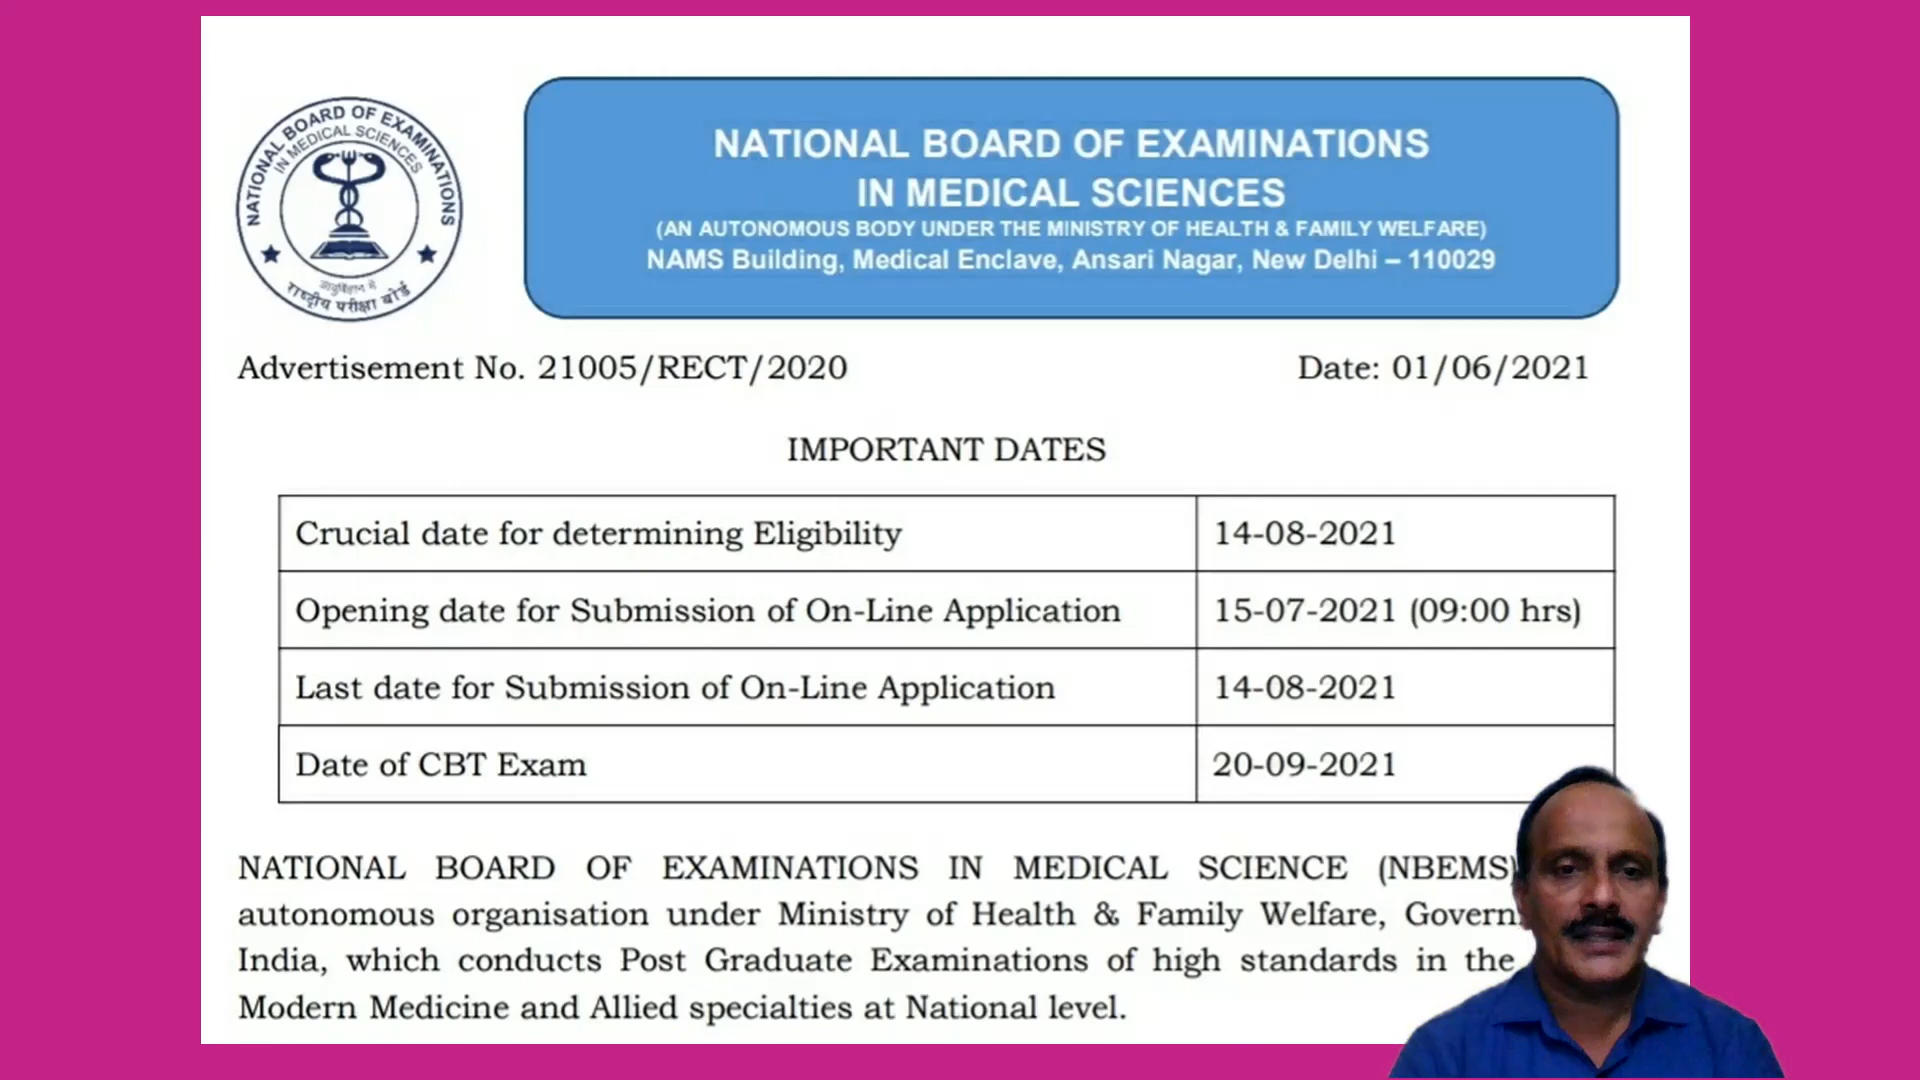 NATIONAL BOARD OF EXAMINATIONS
IN MEDICAL SCIENCES
आयुर्विज्ञान में
राष्ट्रीय परीक्षा बोर्ड
NATIONAL BOARD OF EXAMINATIONS
IN MEDICAL SCIENCES
(AN AUTONOMOUS BODY UNDER THE MINISTRY OF HEALTH & FAMILY WELFARE)
NAMS Building, Medical Enclave, Ansari Nagar, New Delhi – 110029
Advertisement No. 21005/RECT/2020 Date: 01/06/2021
IMPORTANT DATES
Crucial date for determining Eligibility 14-08-2021
Opening date for Submission of On-Line Application 15-07-2021 (09:00 hrs)
Last date for Submission of On-Line Application 14-08-2021
Date of CBT Exam 20-09-2021
NATIONAL BOARD OF EXAMINATIONS IN MEDICAL SCIENCE (NBEMS)
autonomous organisation under Ministry of Health & Family Welfare, Govern
India, which conducts Post Graduate Examinations of high standards in the
Modern Medicine and Allied specialties at National level.